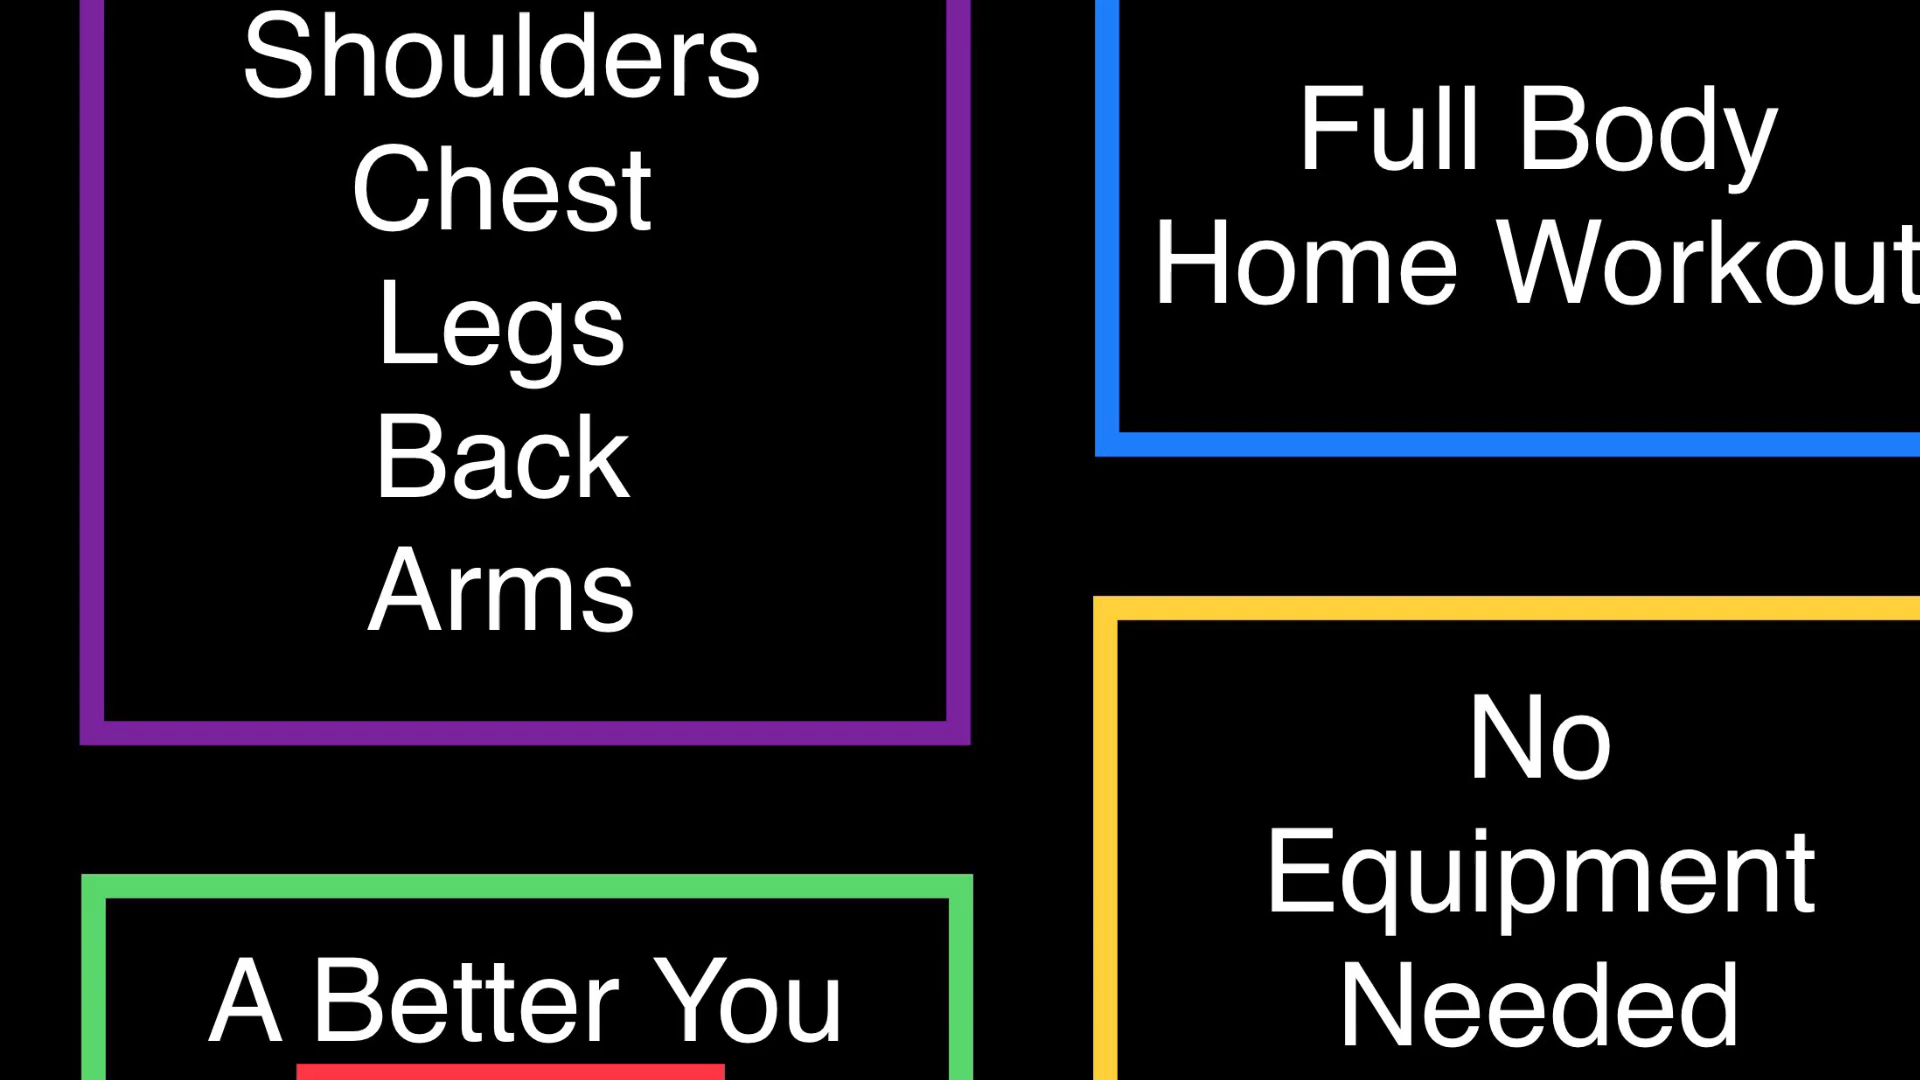 Shoulders
Chest
Legs
Back
Arms
Full Body
Home Workout
No
Equipment
Needed
A Better You